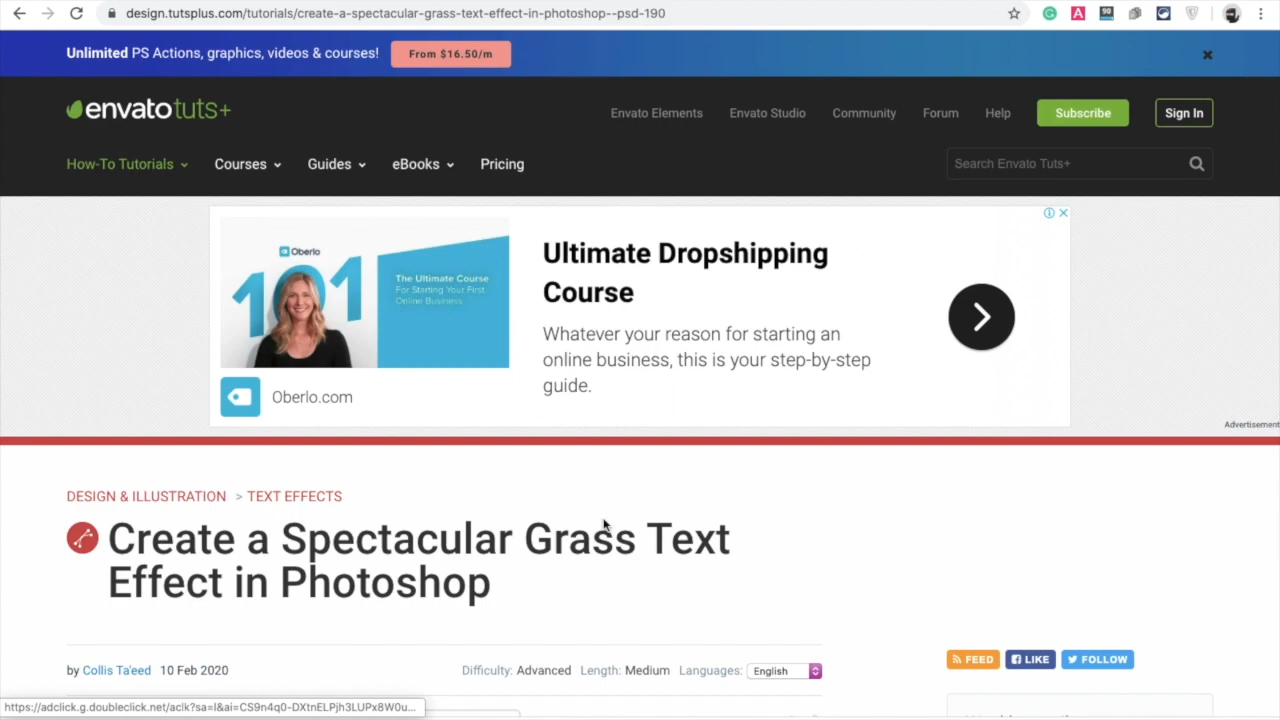 design.tutsplus.com/tutorials/create-a-spectacular-grass-text-effect-in-photoshop--psd-190
90
Unlimited PS Actions, graphics, videos & courses!
From $16.50/m
envatotuts+
Envato Elements
Envato Studio
Community
Forum
Help
Subscribe
Sign In
How-To Tutorials
Courses
Guides
eBooks
Pricing
Search Envato Tuts+
Oberlo
101
The Ultimate Course
For Starting Your First
Online Business
Oberlo.com
Ultimate Dropshipping
Course
Whatever your reason for starting an
online business, this is your step-by-step
guide.
Advertisement
DESIGN & ILLUSTRATION > TEXT EFFECTS
Create a Spectacular Grass Text
Effect in Photoshop
by Collis Ta'eed 10 Feb 2020
Difficulty: Advanced Length: Medium Languages: English
FEED
LIKE
FOLLOW
https://adclick.g.doubleclick.net/aclk?sa=l&ai=CS9n4q0-DXtnELPjh3LUPx8W0u...